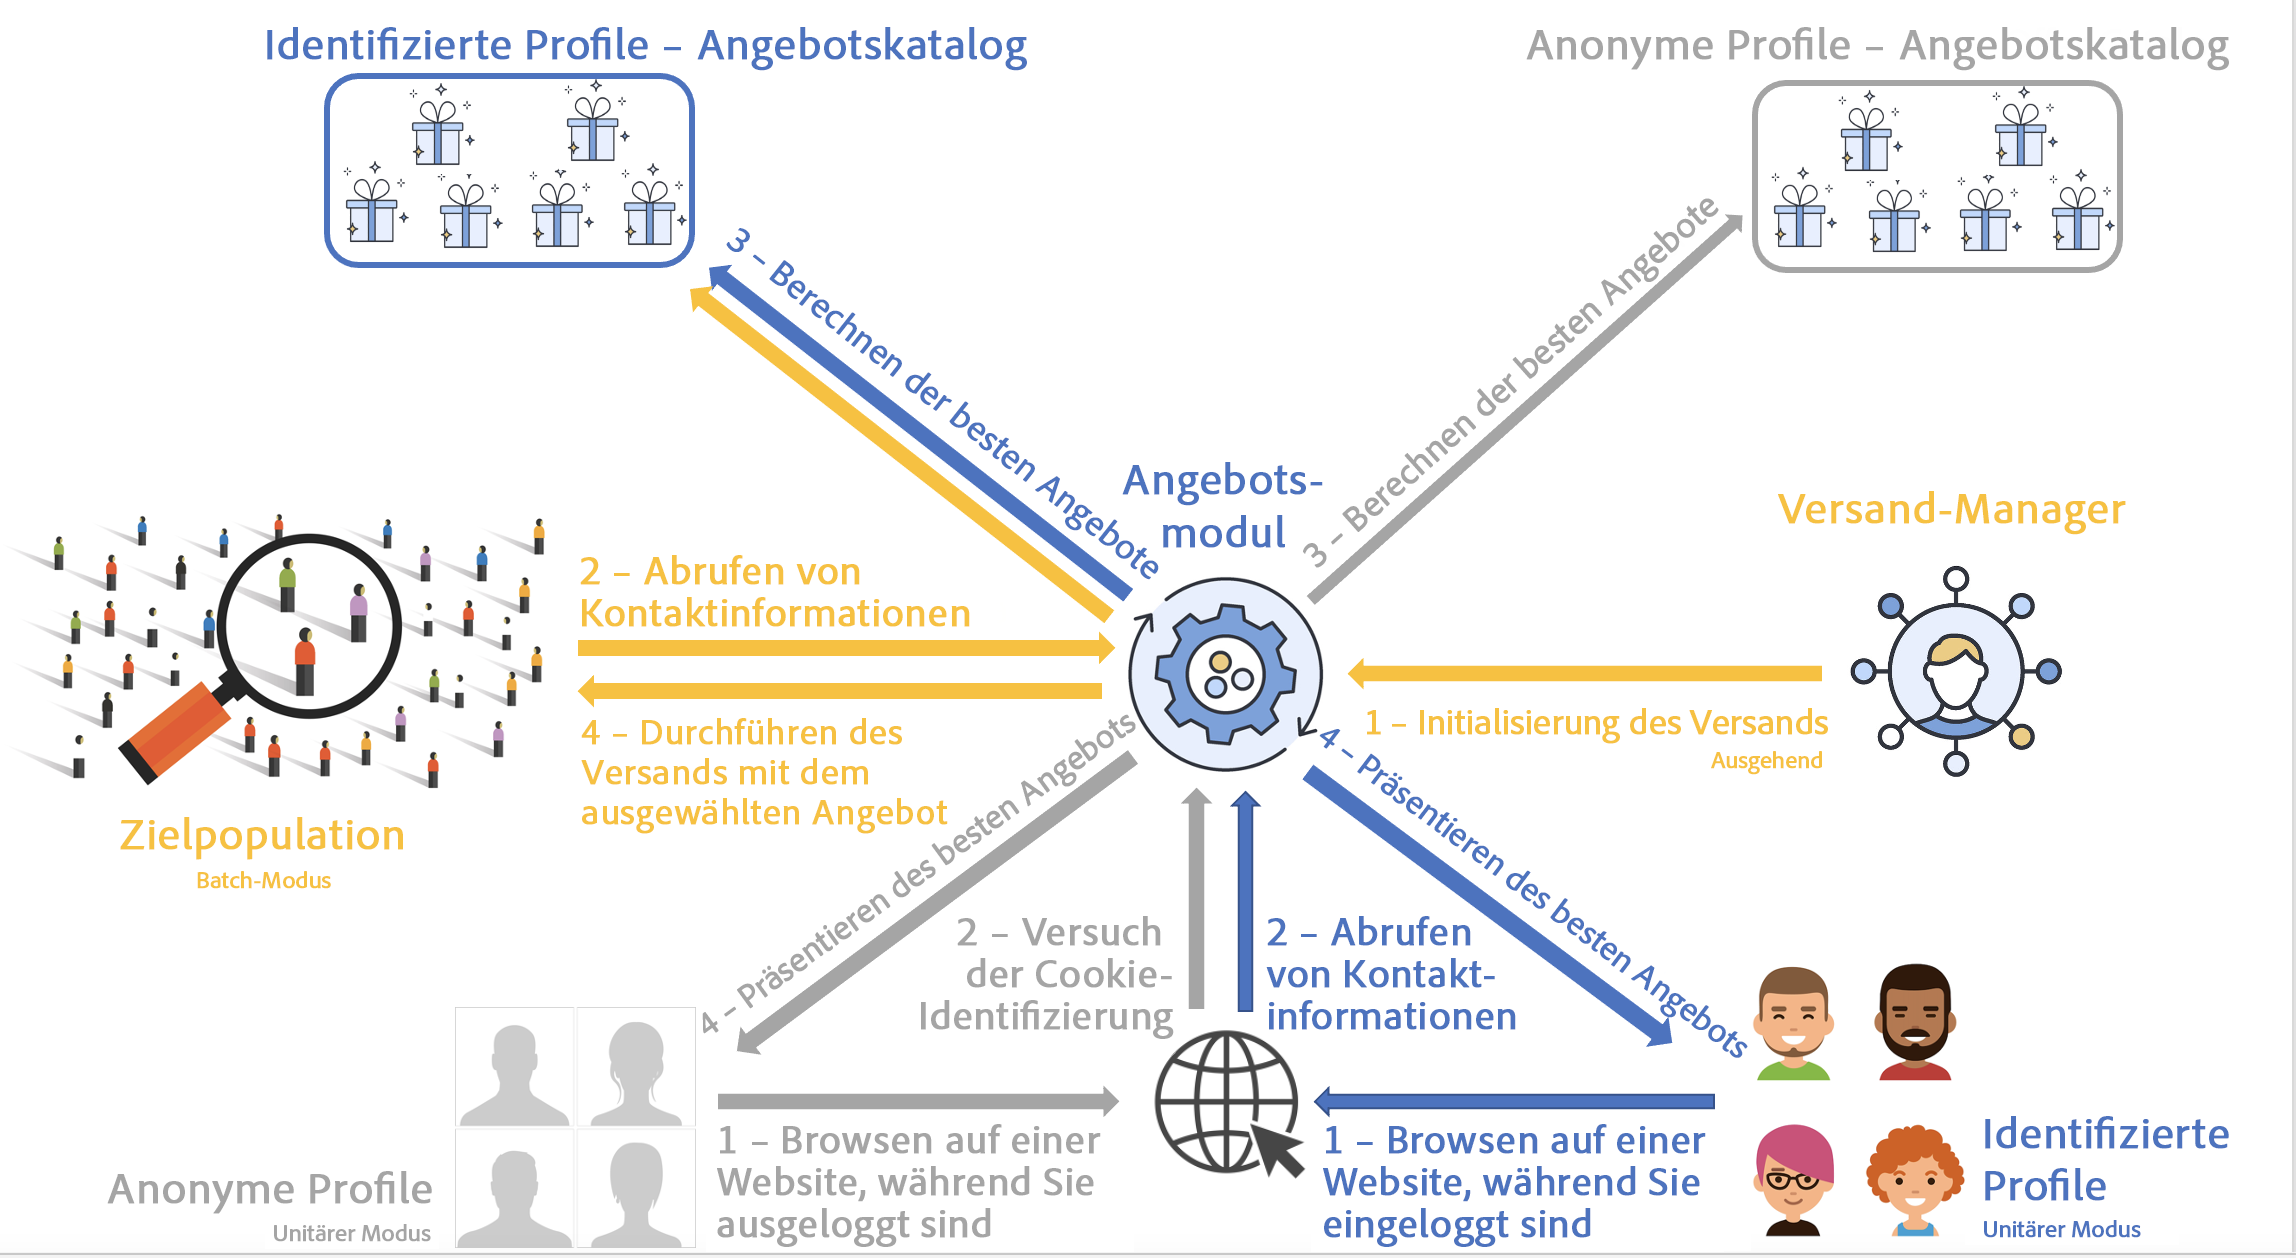 Identifizierte Profile – Angebotskatalog
Anonyme Profile – Angebotskatalog
3 – Berechnen der besten Angebote
3 – Berechnen der besten Angebote
Angebots-
modul
Versand-Manager
2 – Abrufen von
Kontaktinformationen
4 – Durchführen des
Versands mit dem
ausgewählten Angebot
1 – Initialisierung des Versands
Ausgehend
Zielpopulation
Batch-Modus
4 – Präsentieren des besten Angebots
4 – Präsentieren des besten Angebots
2 – Versuch
der Cookie-
Identifizierung
2 – Abrufen
von Kontakt-
informationen
Anonyme Profile
Unitärer Modus
1 – Browsen auf einer
Website, während Sie
ausgeloggt sind
1 – Browsen auf einer
Website, während Sie
eingeloggt sind
Identifizierte
Profile
Unitärer Modus